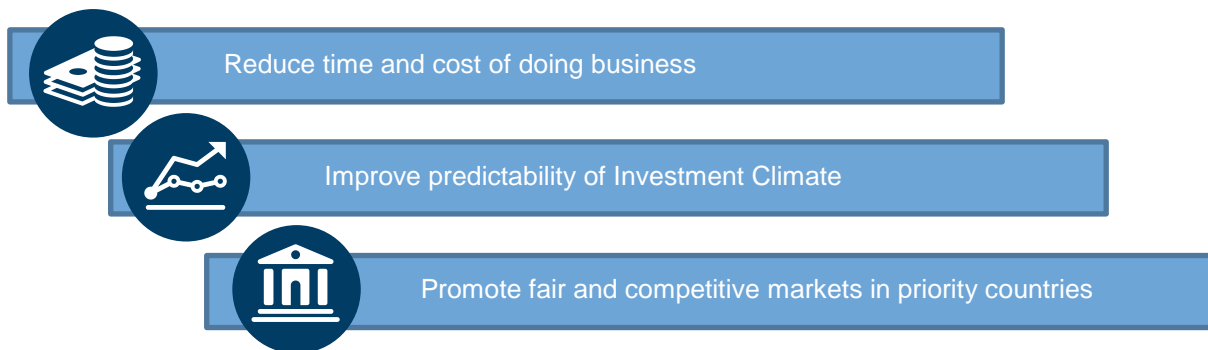 Reduce time and cost of doing business
Improve predictability of Investment Climate
Promote fair and competitive markets in priority countries